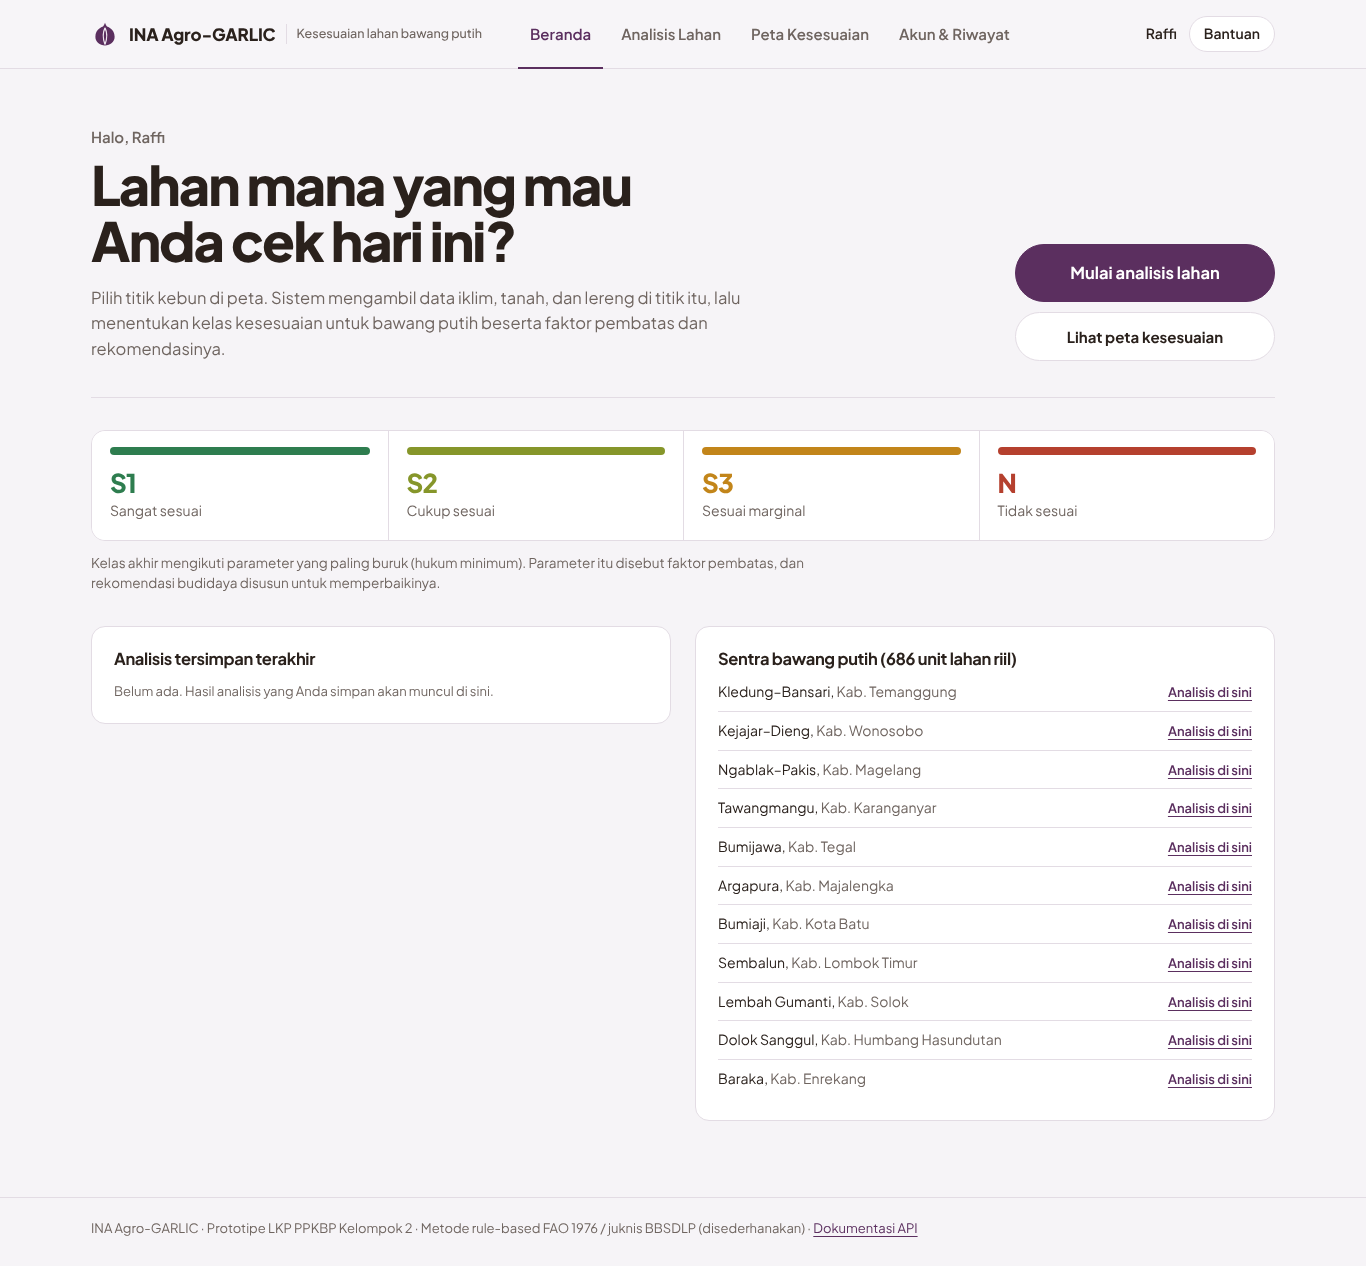 INA Agro-GARLIC
Kesesuaian lahan bawang putih
Beranda
Analisis Lahan
Peta Kesesuaian
Akun & Riwayat
Raffi
Bantuan
Halo, Raffi
Lahan mana yang mau
Anda cek hari ini?
Pilih titik kebun di peta. Sistem mengambil data iklim, tanah, dan lereng di titik itu, lalu
menentukan kelas kesesuaian untuk bawang putih beserta faktor pembatas dan
rekomendasinya.
Mulai analisis lahan
Lihat peta kesesuaian
S1
Sangat sesuai
S2
Cukup sesuai
S3
Sesuai marginal
N
Tidak sesuai
Kelas akhir mengikuti parameter yang paling buruk (hukum minimum). Parameter itu disebut faktor pembatas, dan
rekomendasi budidaya disusun untuk memperbaikinya.
Analisis tersimpan terakhir
Belum ada. Hasil analisis yang Anda simpan akan muncul di sini.
Sentra bawang putih (686 unit lahan riil)
Kledung–Bansari, Kab. Temanggung Analisis di sini
Kejajar–Dieng, Kab. Wonosobo Analisis di sini
Ngablak–Pakis, Kab. Magelang Analisis di sini
Tawangmangu, Kab. Karanganyar Analisis di sini
Bumijawa, Kab. Tegal Analisis di sini
Argapura, Kab. Majalengka Analisis di sini
Bumiaji, Kab. Kota Batu Analisis di sini
Sembalun, Kab. Lombok Timur Analisis di sini
Lembah Gumanti, Kab. Solok Analisis di sini
Dolok Sanggul, Kab. Humbang Hasundutan Analisis di sini
Baraka, Kab. Enrekang Analisis di sini
INA Agro-GARLIC · Prototipe LKP PPKBP Kelompok 2 · Metode rule-based FAO 1976 / juknis BBSDLP (disederhanakan) · Dokumentasi API